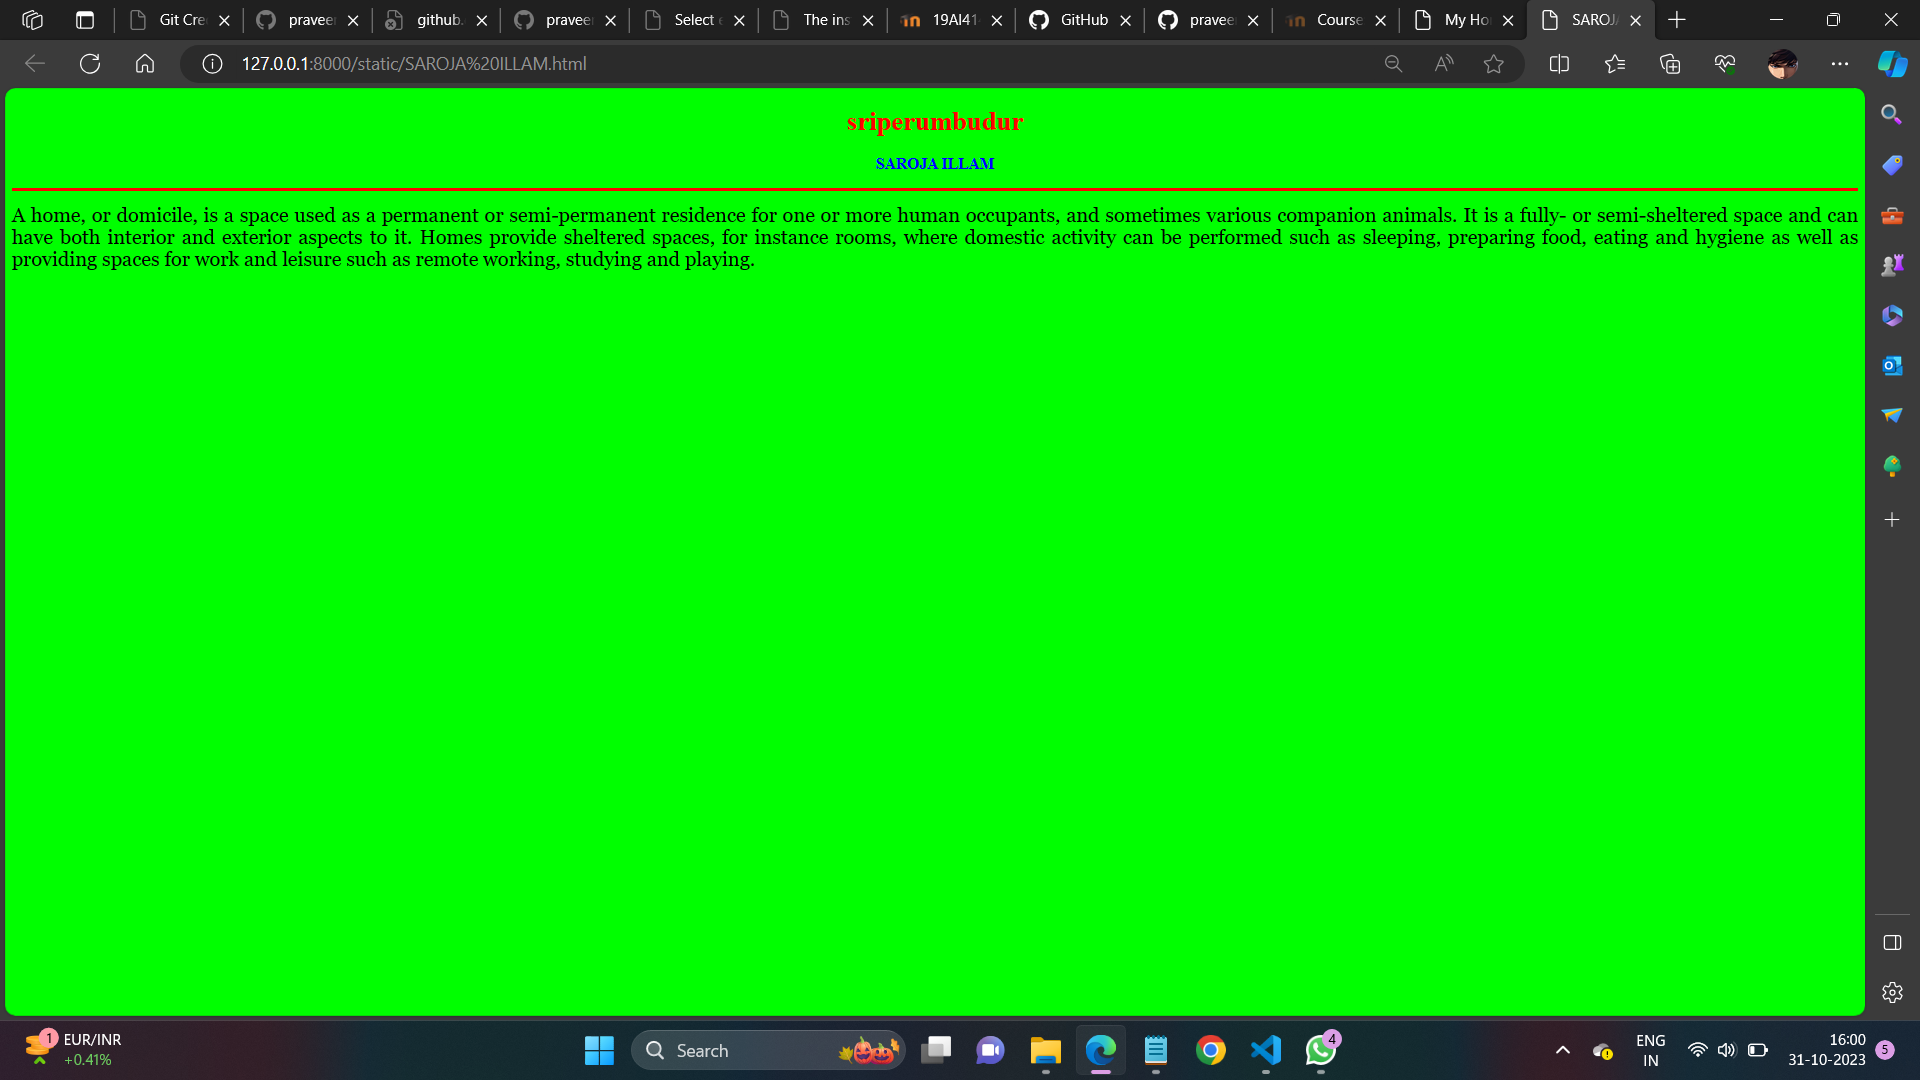 Git Cre
praveer
github.
praveer
Select e
The ins
19AI41
GitHub
praveer
Course
My Ho
SAROJA
127.0.0.1:8000/static/SAROJA%20ILLAM.html
sriperumbudur
SAROJA ILLAM
A home, or domicile, is a space used as a permanent or semi-permanent residence for one or more human occupants, and sometimes various companion animals. It is a fully- or semi-sheltered space and can
have both interior and exterior aspects to it. Homes provide sheltered spaces, for instance rooms, where domestic activity can be performed such as sleeping, preparing food, eating and hygiene as well as
providing spaces for work and leisure such as remote working, studying and playing.
1
EUR/INR
+0.41%
Search
4
ENG
IN
16:00
31-10-2023
5